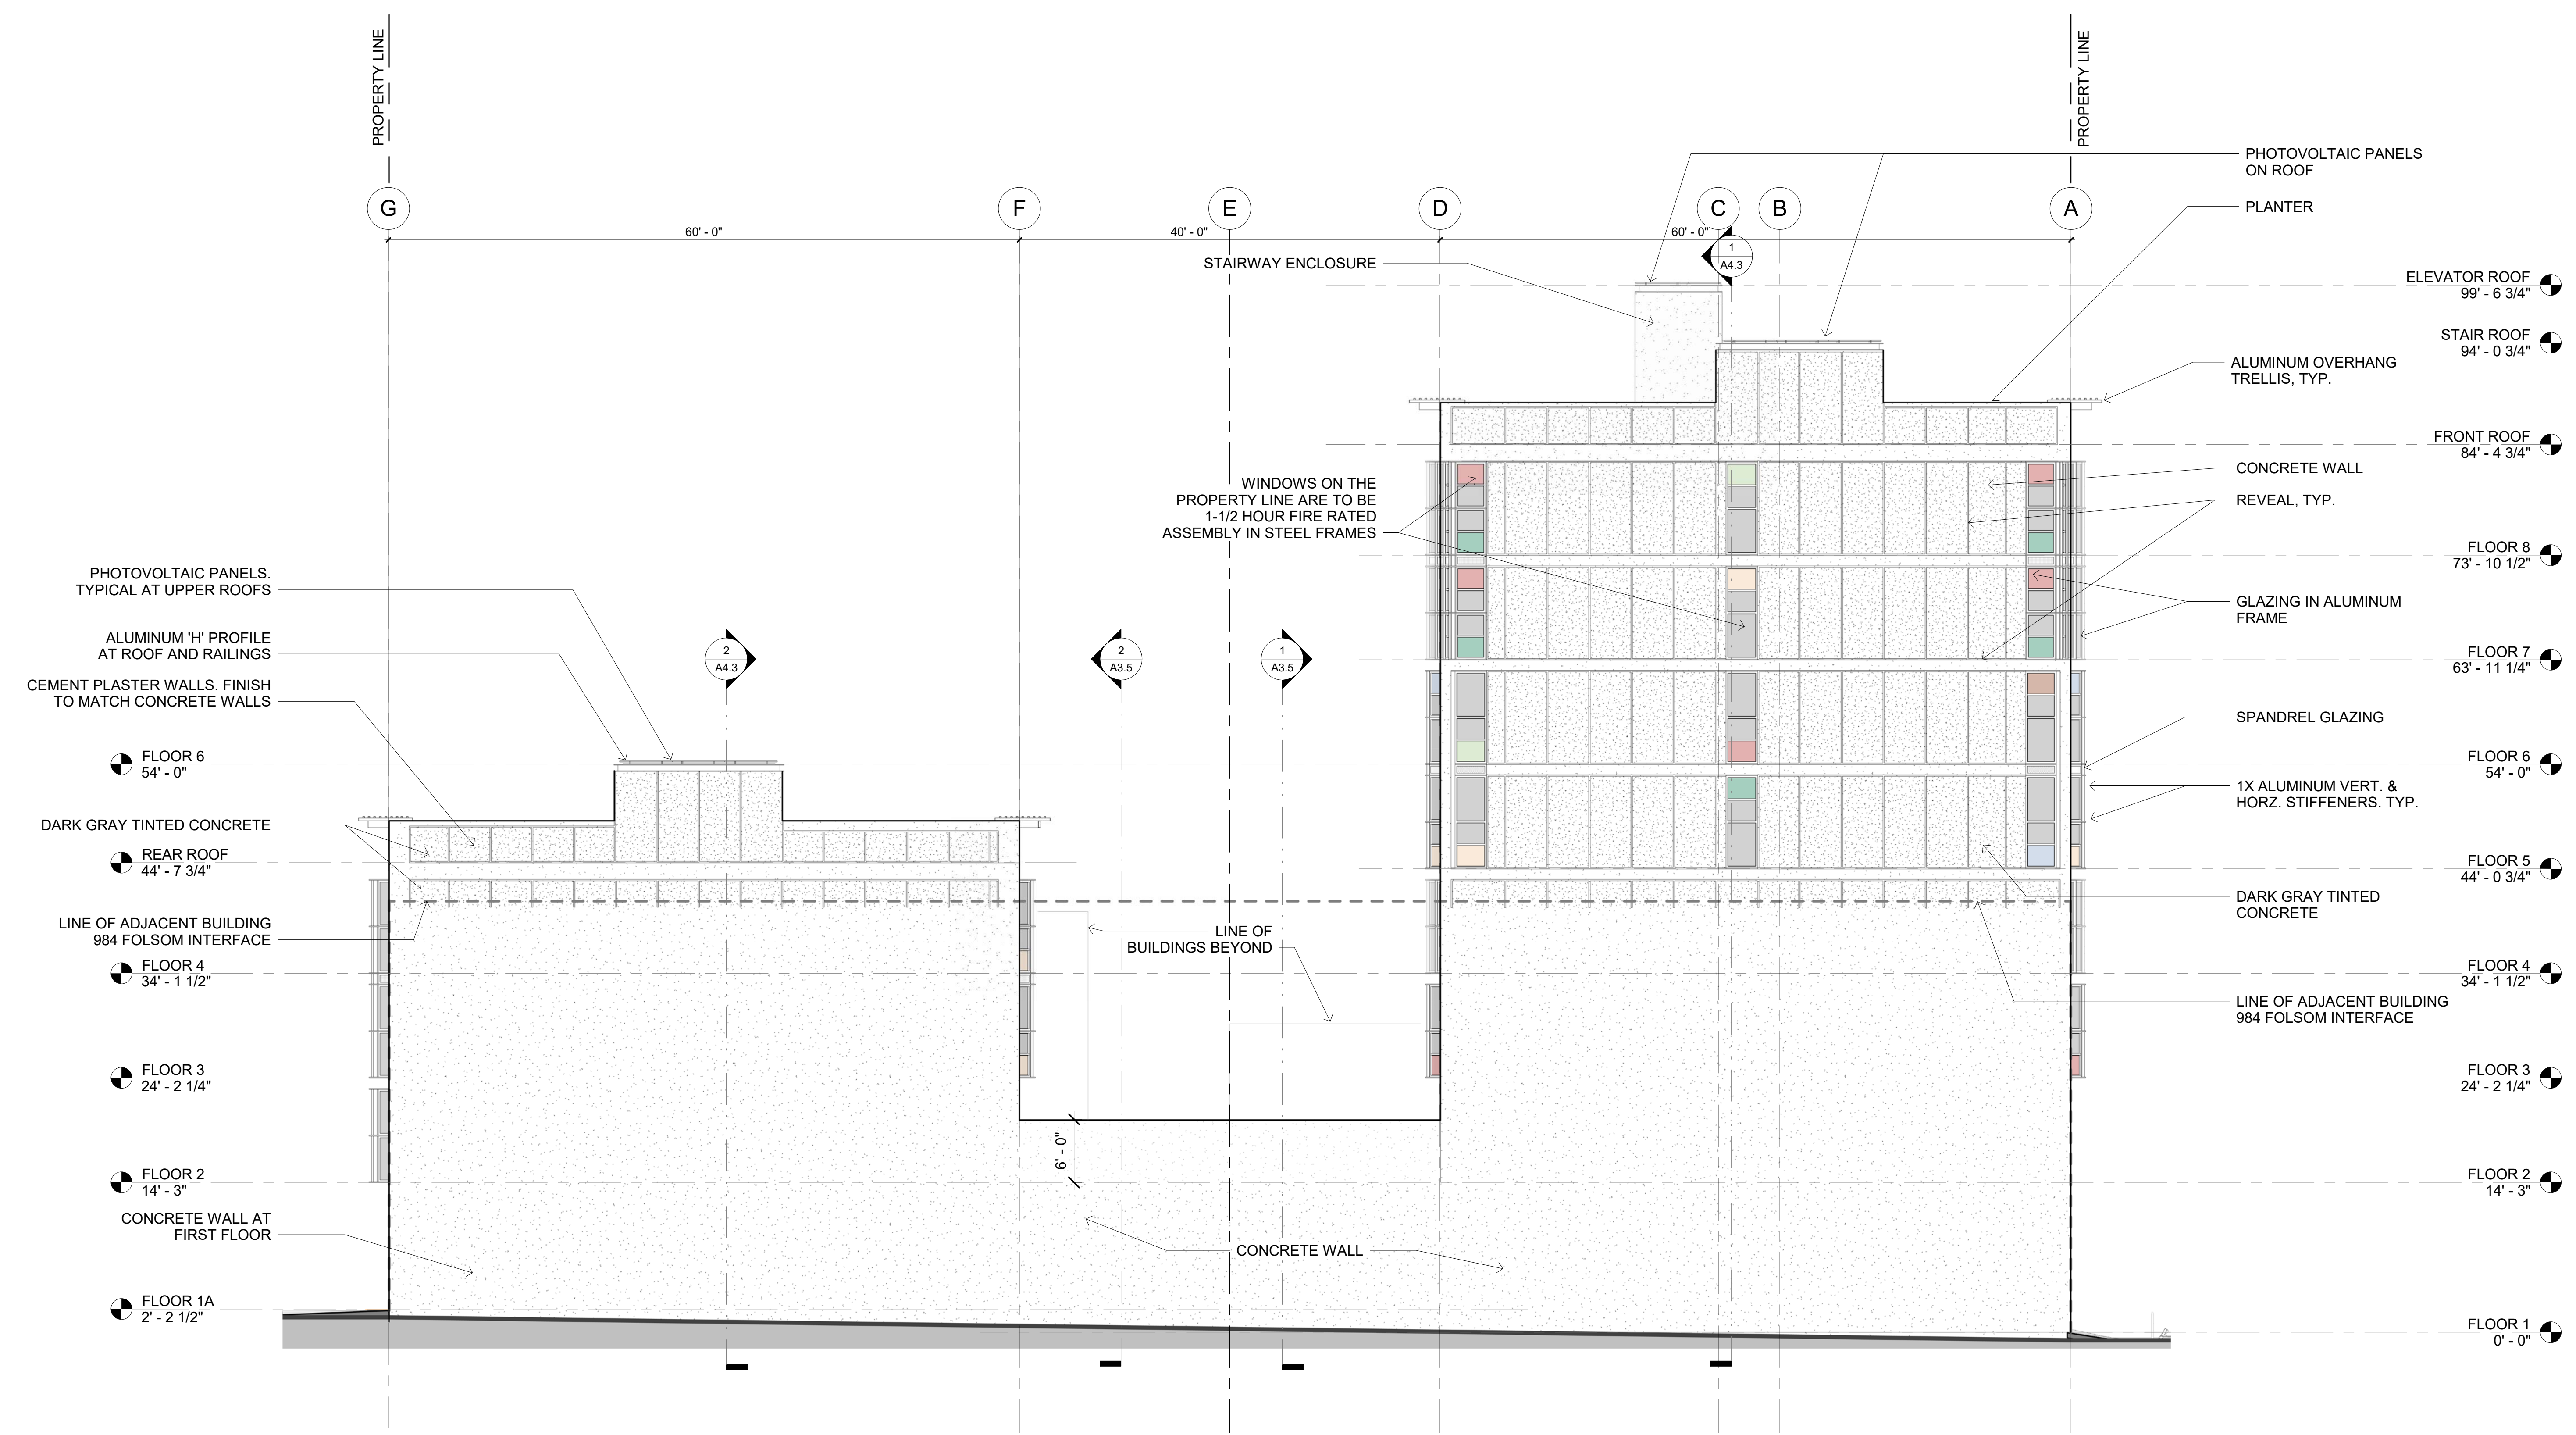 PROPERTY LINE
PROPERTY LINE
G
F
E
D
C
B
A
60' - 0"
40' - 0"
60' - 0"
1
A4.3
STAIRWAY ENCLOSURE
WINDOWS ON THE
PROPERTY LINE ARE TO BE
1-1/2 HOUR FIRE RATED
ASSEMBLY IN STEEL FRAMES
PHOTOVOLTAIC PANELS.
TYPICAL AT UPPER ROOFS
ALUMINUM 'H' PROFILE
AT ROOF AND RAILINGS
CEMENT PLASTER WALLS. FINISH
TO MATCH CONCRETE WALLS
FLOOR 6
54' - 0"
DARK GRAY TINTED CONCRETE
REAR ROOF
44' - 7 3/4"
LINE OF ADJACENT BUILDING
984 FOLSOM INTERFACE
FLOOR 4
34' - 1 1/2"
FLOOR 3
24' - 2 1/4"
FLOOR 2
14' - 3"
CONCRETE WALL AT
FIRST FLOOR
FLOOR 1A
2' - 2 1/2"
2
A4.3
2
A3.5
1
A3.5
LINE OF
BUILDINGS BEYOND
6' - 0"
CONCRETE WALL
PHOTOVOLTAIC PANELS
ON ROOF
PLANTER
ELEVATOR ROOF
99' - 6 3/4"
STAIR ROOF
94' - 0 3/4"
ALUMINUM OVERHANG
TRELLIS, TYP.
FRONT ROOF
84' - 4 3/4"
CONCRETE WALL
REVEAL, TYP.
FLOOR 8
73' - 10 1/2"
GLAZING IN ALUMINUM
FRAME
FLOOR 7
63' - 11 1/4"
SPANDREL GLAZING
FLOOR 6
54' - 0"
1X ALUMINUM VERT. &
HORZ. STIFFENERS. TYP.
FLOOR 5
44' - 0 3/4"
DARK GRAY TINTED
CONCRETE
FLOOR 4
34' - 1 1/2"
LINE OF ADJACENT BUILDING
984 FOLSOM INTERFACE
FLOOR 3
24' - 2 1/4"
FLOOR 2
14' - 3"
FLOOR 1
0' - 0"